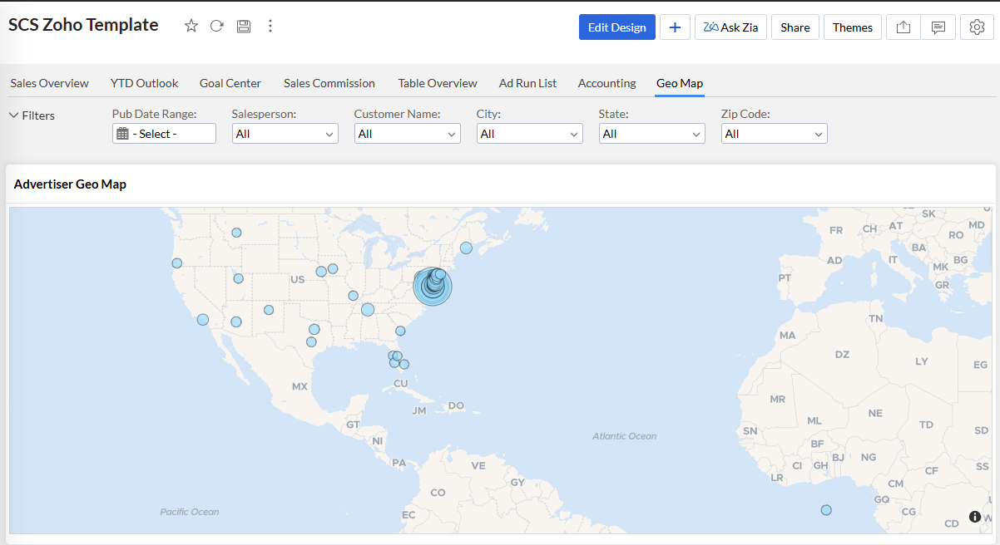 SCS Zoho Template
Edit Design
+
Ask Zia
Share
Themes
Sales Overview YTD Outlook Goal Center Sales Commission Table Overview Ad Run List Accounting Geo Map
Filters
Pub Date Range: Salesperson: Customer Name: City: State: Zip Code:
- Select - All All All All All
Advertiser Geo Map
US
MX
CU
JM
DO
GT
NI
PA
VE
GY
CO
EC
Pacific Ocean
Atlantic Ocean
SK
FR
CH
AT
MD
RO
BA
AD
IT
BG
MK
PT
GR
TN
MA
DZ
LY
EG
MR
ML
NE
TD
SD
SN
BF
BJ
NG
CI
GH
SS
LR
CF
CM
GQ
CG
CD